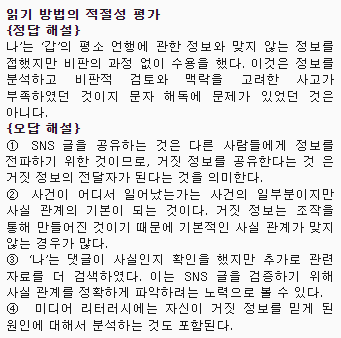 읽기 방법의 적절성 평가
{정답 해설}
나'는 '갑'의 평소 언행에 관한 정보와 맞지 않는 정보를
접했지만 비판의 과정 없이 수용을 했다. 이것은 정보를
분석하고 비판적 검토와 맥락을 고려한 사고가
부족하였던 것이지 문자 해독에 문제가 있었던 것은
아니다.
{오답 해설}
① SNS 글을 공유하는 것은 다른 사람들에게 정보를
전파하기 위한 것이므로, 거짓 정보를 공유한다는 것 은
거짓 정보의 전달자가 된다는 것을 의미한다.
② 사건이 어디서 일어났는가는 사건의 일부분이지만
사실 관계의 기본이 되는 것이다. 거짓 정보는 조작을
통해 만들어진 것이기 때문에 기본적인 사실 관계가 맞지
않는 경우가 많다.
③ '나'는 댓글이 사실인지 확인을 했지만 추가로 관련
자료를 더 검색하였다. 이는 SNS 글을 검증하기 위해
사실 관계를 정확하게 파악하려는 노력으로 볼 수 있다.
④ 미디어 리터러시에는 자신이 거짓 정보를 믿게 된
원인에 대해서 분석하는 것도 포함된다.